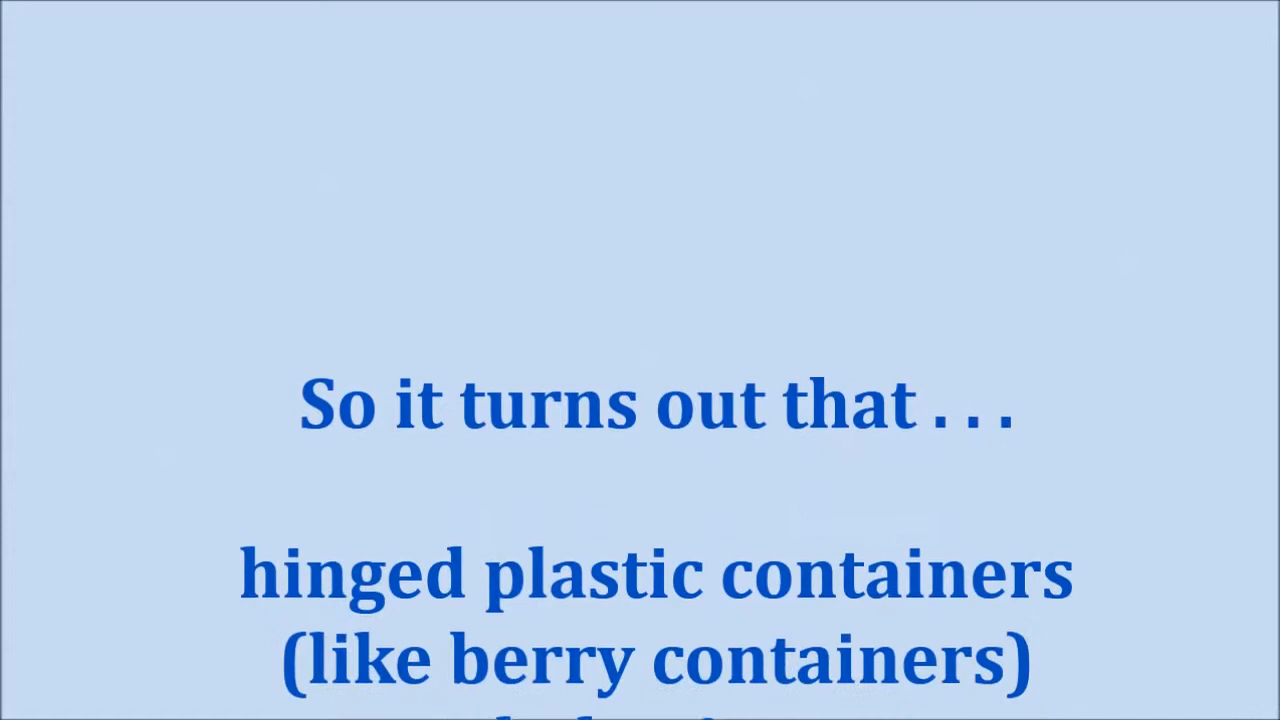 So it turns out that . . .
hinged plastic containers
(like berry containers)